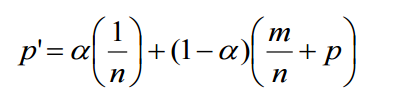 p' = α(1/n) + (1−α)(m/n + p)